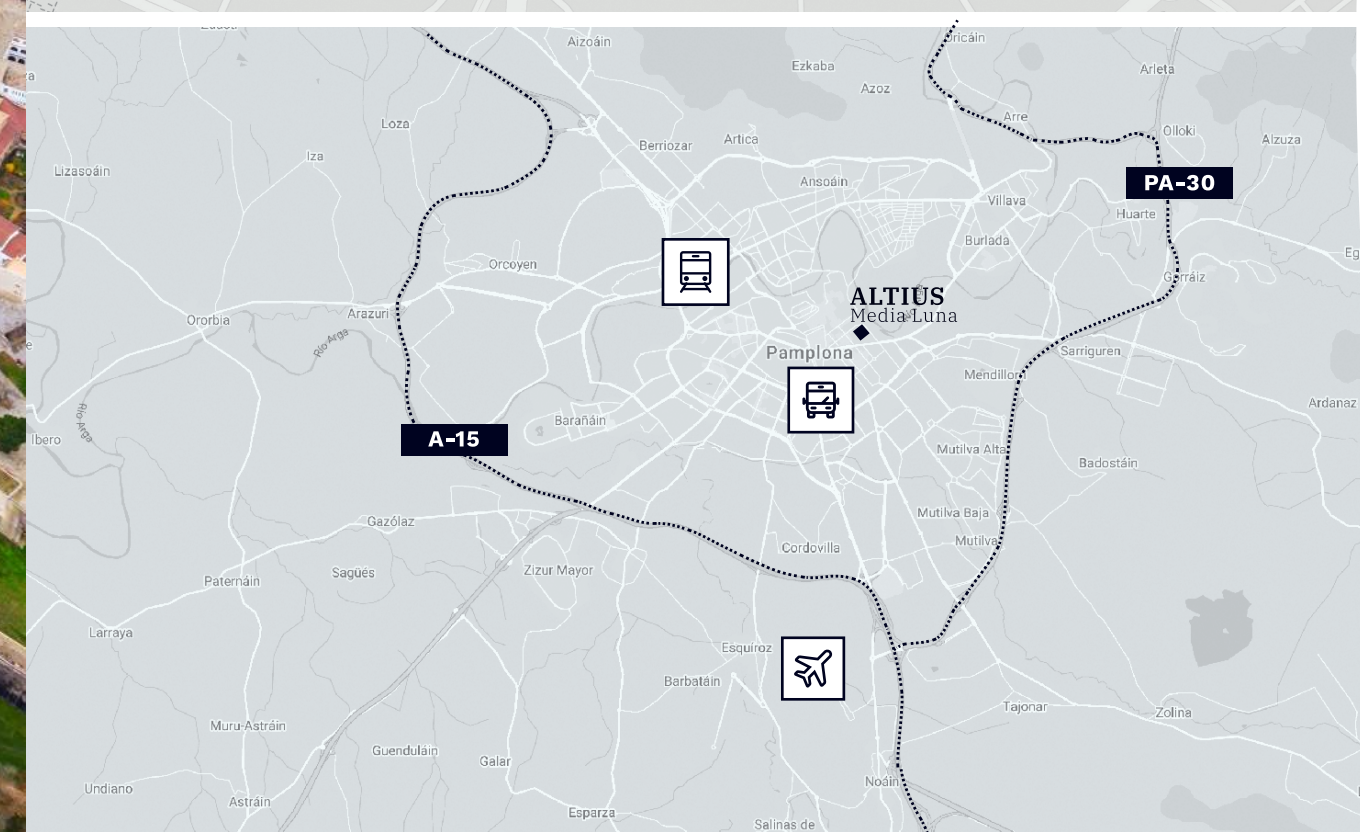 Oricáin
Aizoáin
Ezkaba
Arleta
Azoz
Arre
Loza
Olloki
Artica
Alzuza
Berriozar
Iza
Lizasoáin
Ansoáin
PA-30
Villava
Huarte
Burlada
Orcoyen
Gorráiz
ALTIUS
Media Luna
Arazuri
Ororbia
Río Arga
Pamplona
Sarriguren
Mendillorri
Ardanaz
Río Arga
Barañáin
Ibero
A-15
Mutilva Alta
Badostáin
Mutilva Baja
Gazólaz
Mutilva
Cordovilla
Sagüés
Zizur Mayor
Paternáin
Larraya
Esquíroz
Barbatáin
Tajonar
Zolina
Muru-Astráin
Guenduláin
Galar
Noáin
Undiano
Astráin
Esparza
Salinas de